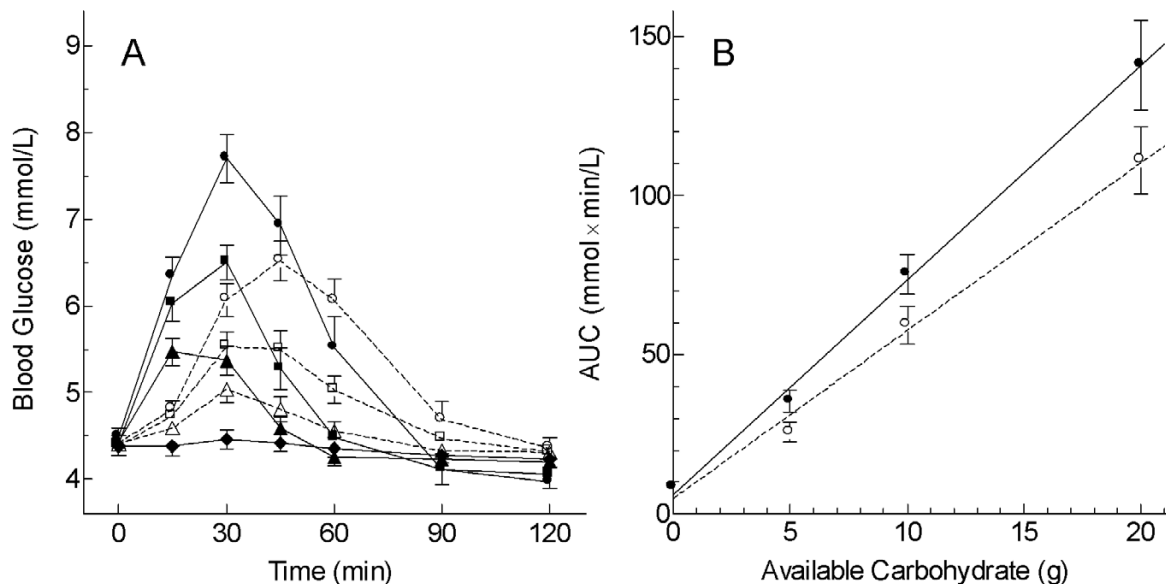 A
9
8
7
6
5
4
Blood Glucose (mmol/L)
0 30 60 90 120
Time (min)
B
150
100
50
0
AUC (mmol × min/L)
0 5 10 15 20
Available Carbohydrate (g)